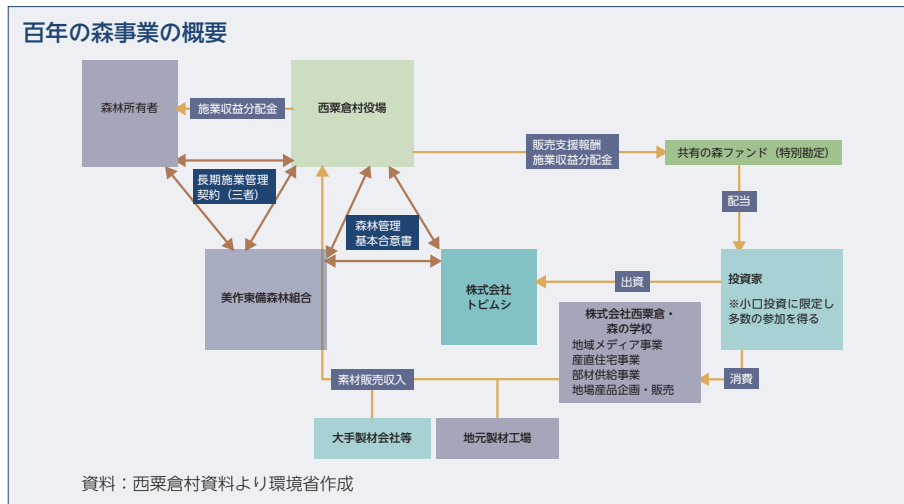 百年の森事業の概要
森林所有者
施業収益分配金
西粟倉村役場
販売支援報酬
施業収益分配金
共有の森ファンド（特別勘定）
長期施業管理
契約（三者）
森林管理
基本合意書
配当
美作東備森林組合
株式会社
トビムシ
出資
投資家
※小口投資に限定し
多数の参加を得る
株式会社西粟倉・
森の学校
地域メディア事業
産直住宅事業
部材供給事業
地場産品企画・販売
素材販売収入
消費
大手製材会社等
地元製材工場
資料：西粟倉村資料より環境省作成